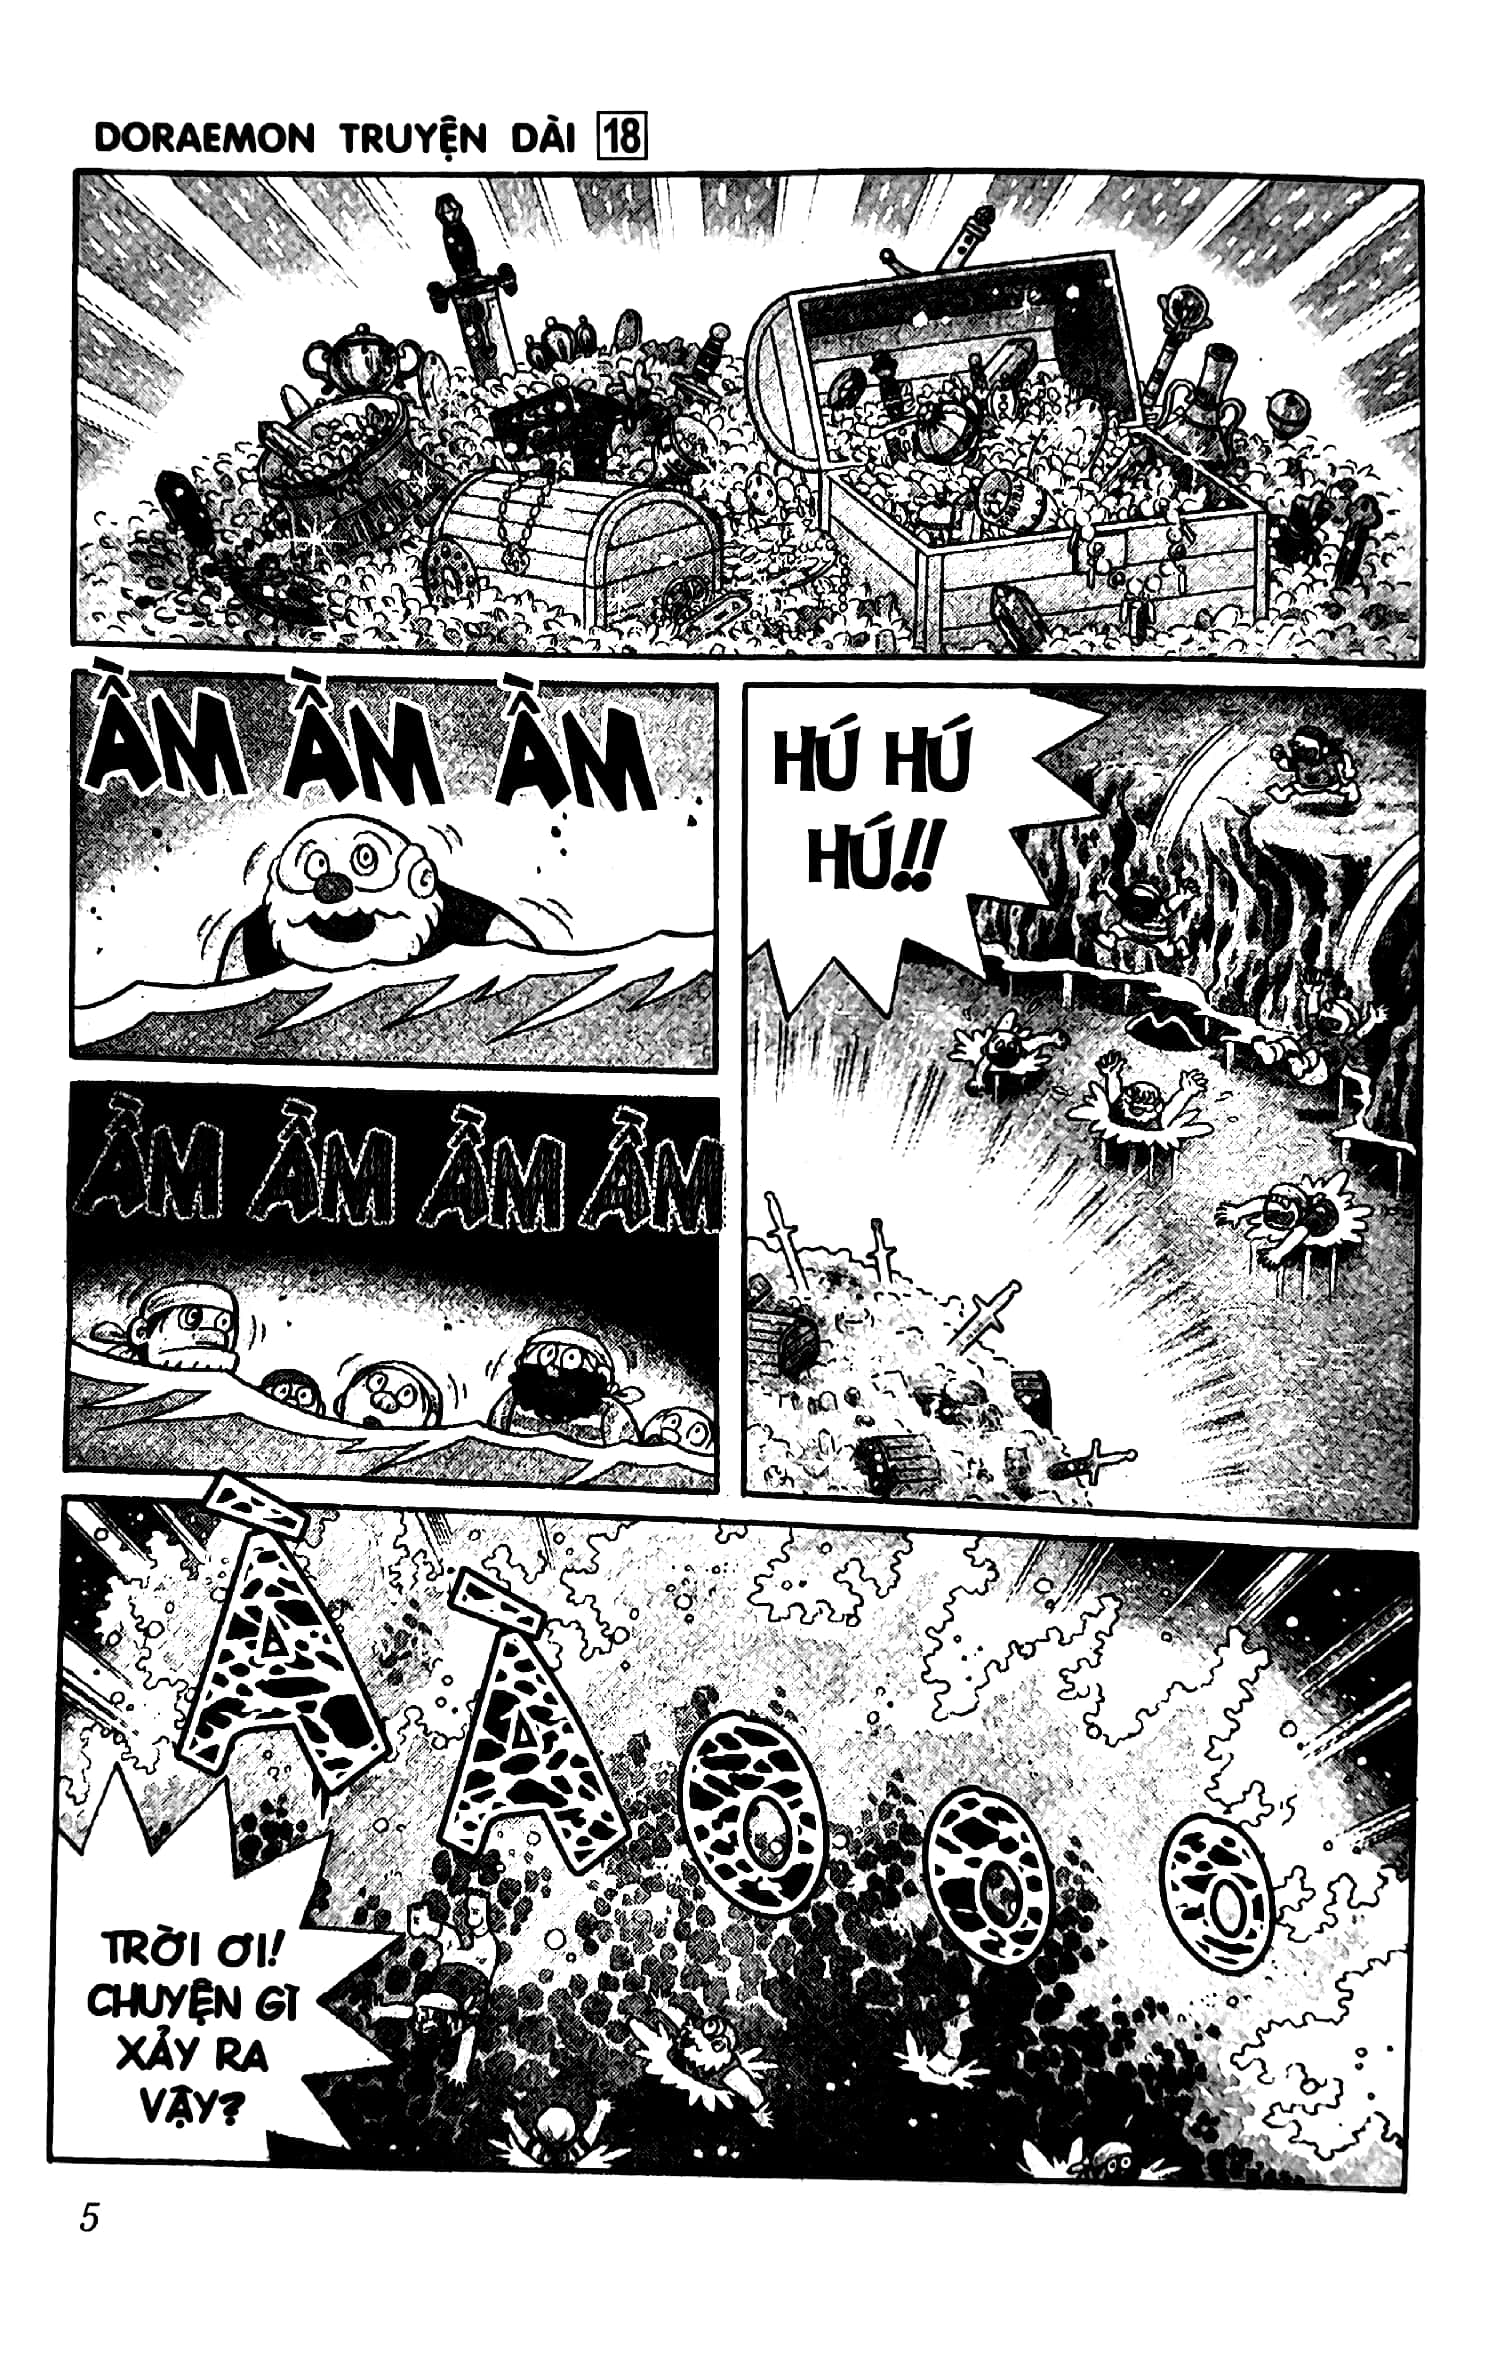 DORAEMON TRUYỆN DÀI 18
HÚ HÚ
HÚ!!
ẦM ẦM ẦM
ẦM ẦM ẦM ẦM
ÀÀOOO
TRỜI ƠI!
CHUYỆN GÌ
XẢY RA
VẬY?
5